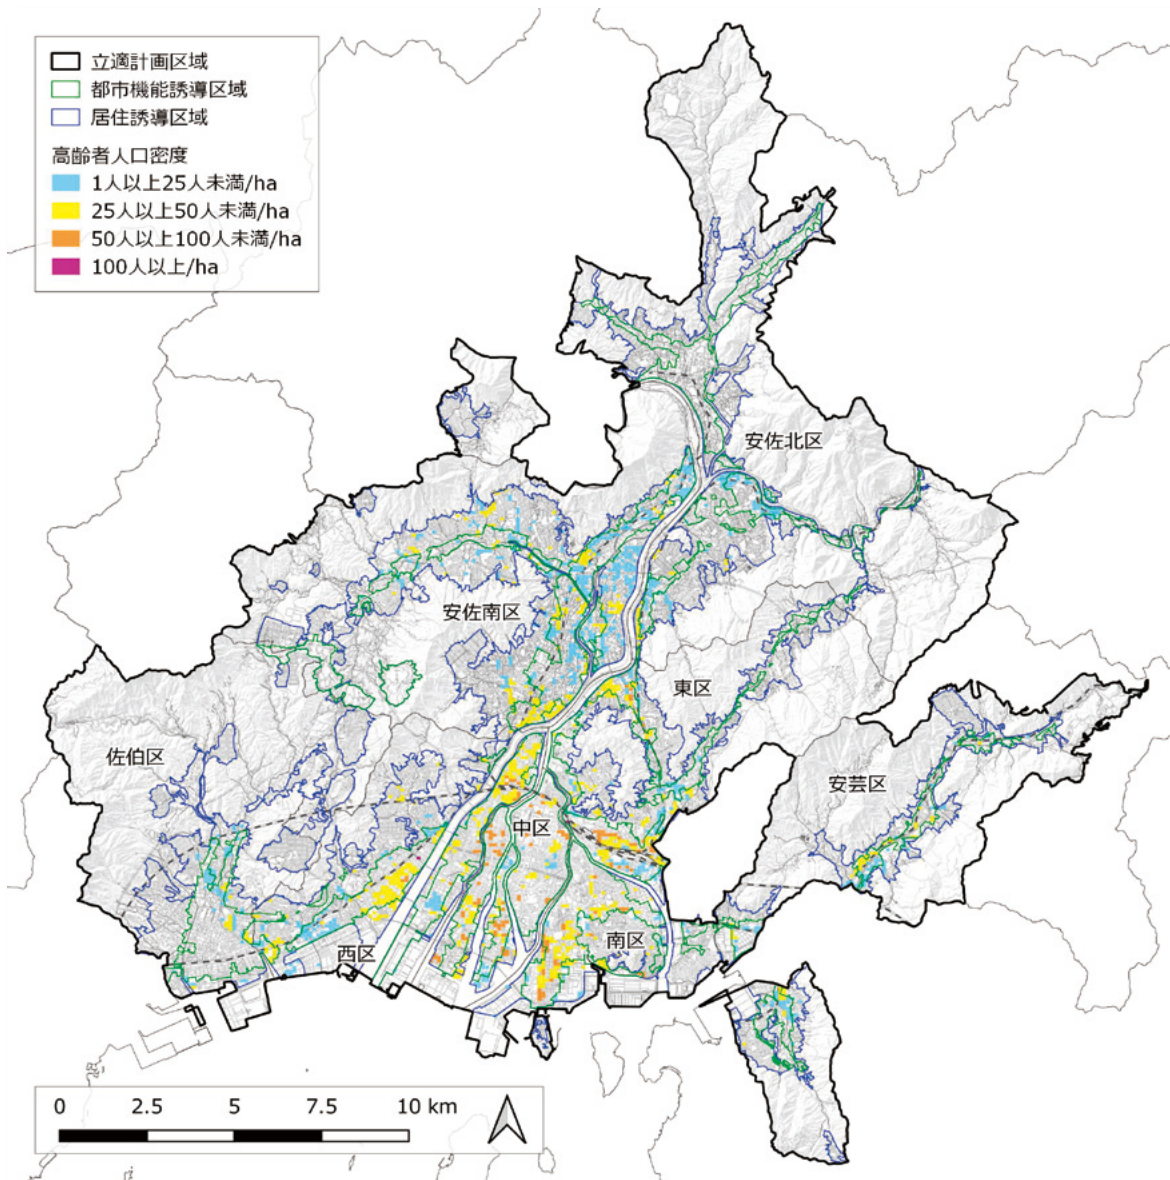 立適計画区域
都市機能誘導区域
居住誘導区域
高齢者人口密度
1人以上25人未満/ha
25人以上50人未満/ha
50人以上100人未満/ha
100人以上/ha
安佐北区
安佐南区
東区
佐伯区
安芸区
中区
南区
西区
0 2.5 5 7.5 10 km